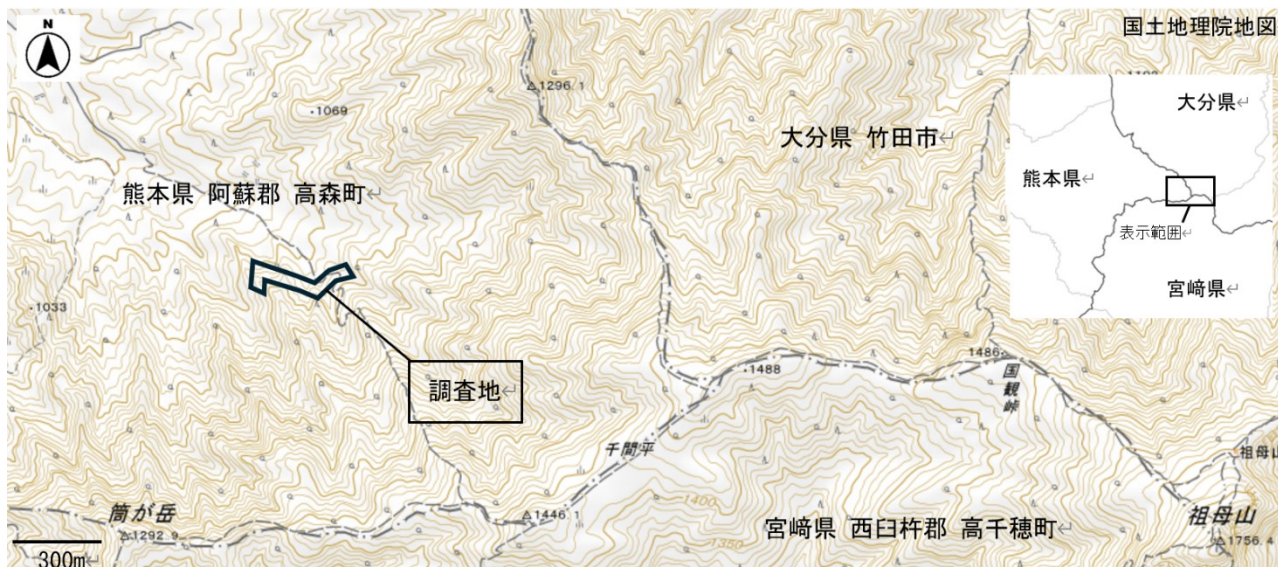 N
国土地理院地図
△1296.1
・1069
大分県 竹田市↵
大分県↵
熊本県
表示範囲↵
宮崎県↵
熊本県 阿蘇郡 高森町↵
・1033
調査地↵
・1488
1486・
国観峠
千間平
筒が岳
△1292.9
△1446.1
1400
1350
宮崎県 西臼杵郡 高千穂町↵
祖母山
祖母山
△1756.4
300m↵